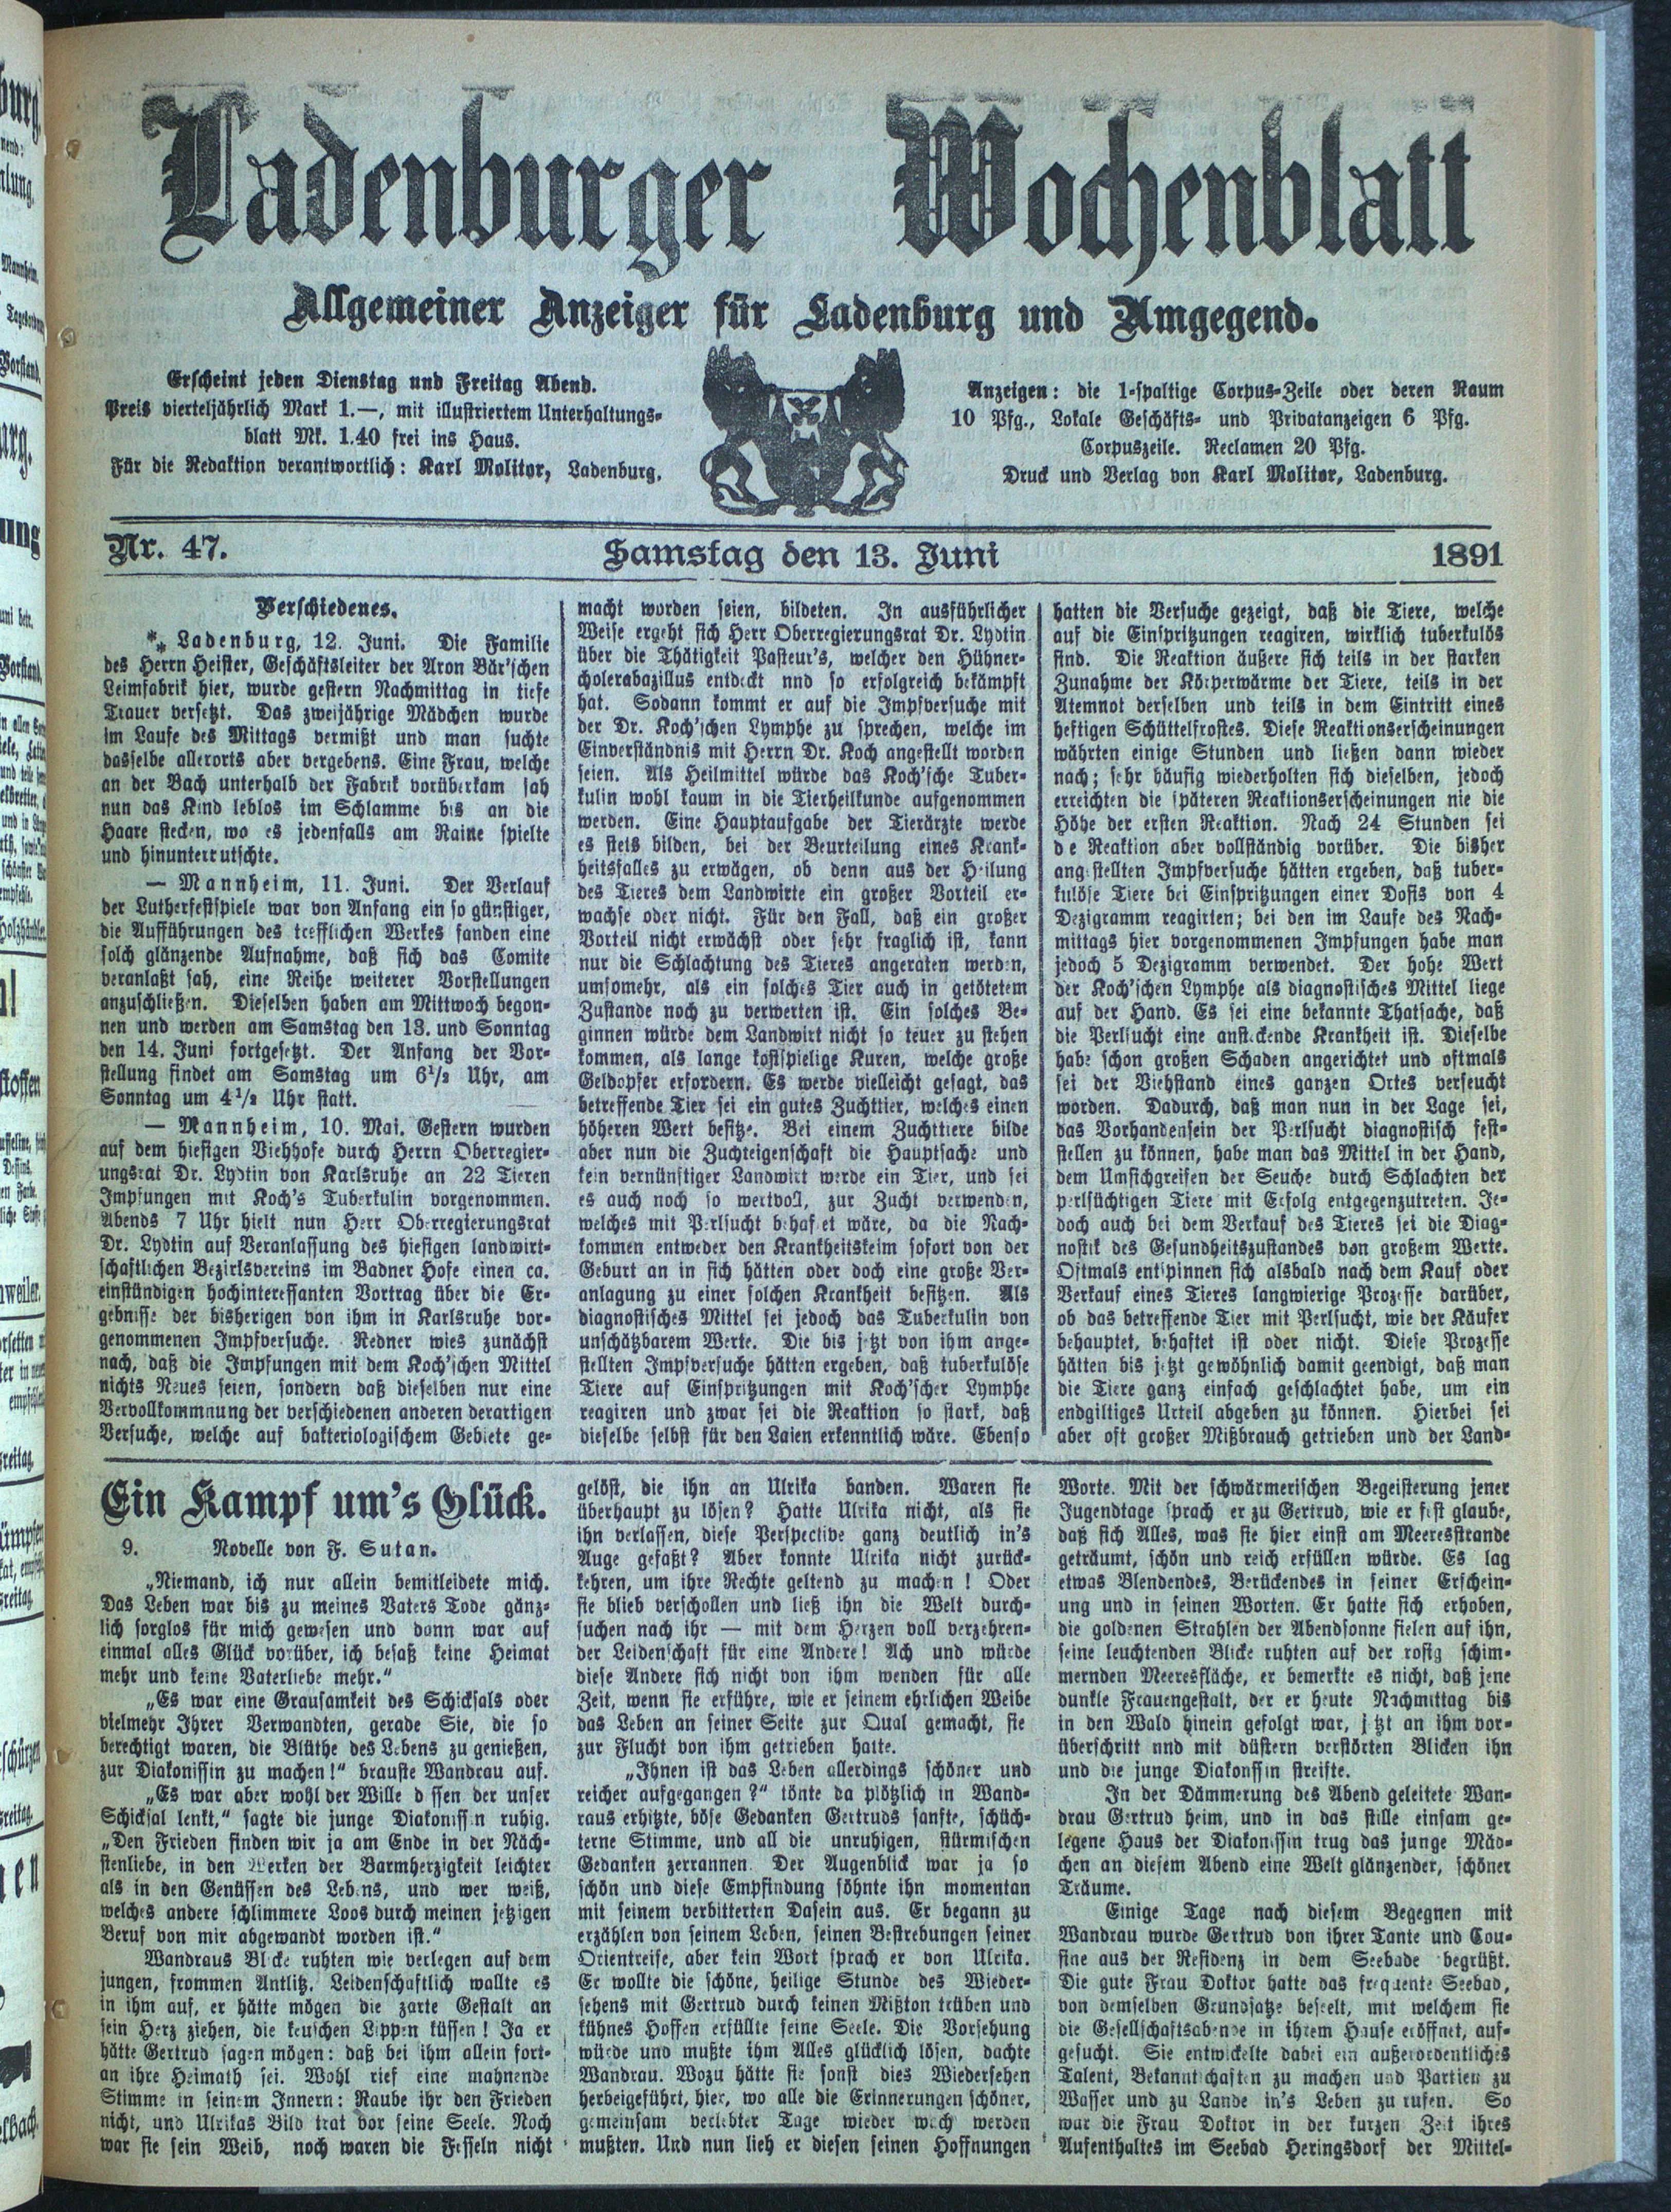 Ladenburger Wochenblatt
Allgemeiner Anzeiger für Ladenburg und Umgegend.
Erscheint jeden Dienstag und Freitag Abend.
Preis vierteljährlich Mark 1.—, mit illustriertem Unterhaltungs-
blatt Mk. 1.40 frei ins Haus.
Für die Redaktion verantwortlich: Karl Molitor, Ladenburg.
Anzeigen: die 1-spaltige Corpus-Zeile oder deren Raum
10 Pfg., Lokale Geschäfts- und Privatanzeigen 6 Pfg.
Corpuszeile. Reclamen 20 Pfg.
Druck und Verlag von Karl Molitor, Ladenburg.
Nr. 47. Samstag den 13. Juni 1891
Verschiedenes.
** Ladenburg, 12. Juni. Die Familie
des Herrn Heister, Geschäftsleiter der Aron Bär'schen
Leimfabrik hier, wurde gestern Nachmittag in tiefe
Trauer versetzt. Das zweijährige Mädchen wurde
im Laufe des Mittags vermißt und man suchte
dasselbe allerorts aber vergebens. Eine Frau, welche
an der Bach unterhalb der Fabrik vorüberkam sah
nun das Kind leblos im Schlamme bis an die
Haare stecken, wo es jedenfalls am Raine spielte
und hinunterrutschte.
— Mannheim, 11. Juni. Der Verlauf
der Lutherfestspiele war von Anfang ein so günstiger,
die Aufführungen des trefflichen Werkes fanden eine
solch glänzende Aufnahme, daß sich das Comite
veranlaßt sah, eine Reihe weiterer Vorstellungen
anzuschließen. Dieselben haben am Mittwoch begon-
nen und werden am Samstag den 13. und Sonntag
den 14. Juni fortgesetzt. Der Anfang der Vor-
stellung findet am Samstag um 6½ Uhr, am
Sonntag um 4½ Uhr statt.
— Mannheim, 10. Mai. Gestern wurden
auf dem hiesigen Viehhofe durch Herrn Oberregier-
ungsrat Dr. Lydtin von Karlsruhe an 22 Tieren
Impfungen mit Koch's Tuberkulin vorgenommen.
Abends 7 Uhr hielt nun Herr Oberregierungsrat
Dr. Lydtin auf Veranlassung des hiesigen landwirt-
schaftlichen Bezirlsvereins im Badner Hofe einen ca.
einstündigen hochinteressanten Vortrag über die Er-
gebnisse der bisherigen von ihm in Karlsruhe vor-
genommenen Impfversuche. Redner wies zunächst
nach, daß die Impfungen mit dem Koch'schen Mittel
nichts Neues seien, sondern daß dieselben nur eine
Vervollkommnung der verschiedenen anderen derartigen
Versuche, welche auf bakteriologischem Gebiete ge-
macht worden seien, bildeten. In ausführlicher
Weise ergeht sich Herr Oberregierungsrat Dr. Lydtin
über die Thätigkeit Pasteur's, welcher den Hühner-
cholerabazillus entdeckt nnd so erfolgreich bekämpft
hat. Sodann kommt er auf die Impfversuche mit
der Dr. Koch'schen Lymphe zu sprechen, welche im
Einverständnis mit Herrn Dr. Koch angestellt worden
seien. Als Heilmittel würde das Koch'sche Tuber-
kulin wohl kaum in die Tierheilkunde aufgenommen
werden. Eine Hauptaufgabe der Tierärzte werde
es stets bilden, bei der Beurteilung eines Krank-
heitsfalles zu erwägen, ob denn aus der Heilung
des Tieres dem Landwirte ein großer Vorteil er-
wachse oder nicht. Für den Fall, daß ein großer
Vorteil nicht erwächst oder sehr fraglich ist, kann
nur die Schlachtung des Tieres angeraten werden,
umsomehr, als ein solches Tier auch in getötetem
Zustande noch zu verwerten ist. Ein solches Be-
ginnen würde dem Landwirt nicht so teuer zu stehen
kommen, als lange kostspielige Kuren, welche große
Geldopfer erfordern. Es werde vielleicht gesagt, das
betreffende Tier sei ein gutes Zuchttier, welches einen
höheren Wert besitze. Bei einem Zuchttiere bilde
aber nun die Zuchteigenschaft die Hauptsache und
kein vernünftiger Landwirt werde ein Tier, und sei
es auch noch so wertvoll, zur Zucht verwenden,
welches mit Perlsucht behaf et wäre, da die Nach-
kommen entweder den Krankheitskeim sofort von der
Geburt an in sich hätten oder doch eine große Ver-
anlagung zu einer solchen Krankheit besitzen. Als
diagnostisches Mittel sei jedoch das Tuberkulin von
unschätzbarem Werte. Die bis jetzt von ihm ange-
stellten Impfversuche hätten ergeben, daß tuberkulöse
Tiere auf Einspritzungen mit Koch'scher Lymphe
reagiren und zwar sei die Reaktion so stark, daß
dieselbe selbst für den Laien erkenntlich wäre. Ebenso
hatten die Versuche gezeigt, daß die Tiere, welche
auf die Einspritzungen reagiren, wirklich tuberkulös
sind. Die Reaktion äußere sich teils in der starken
Zunahme der Körperwärme der Tiere, teils in der
Atemnot derselben und teils in dem Eintritt eines
heftigen Schüttelfrostes. Diese Reaktionserscheinungen
währten einige Stunden und ließen dann wieder
nach; sehr häufig wiederholten sich dieselben, jedoch
erreichten die späteren Reaktionserscheinungen nie die
Höhe der ersten Reaktion. Nach 24 Stunden sei
d e Reaktion aber vollständig vorüber. Die bisher
angestellten Impfversuche hätten ergeben, daß tuber-
kulöse Tiere bei Einspritzungen einer Dosis von 4
Dezigramm reagirten; bei den im Laufe des Nach-
mittags hier vorgenommenen Impfungen habe man
jedoch 5 Dezigramm verwendet. Der hohe Wert
der Koch'schen Lymphe als diagnostisches Mittel liege
auf der Hand. Es sei eine bekannte Thatsache, daß
die Perlsucht eine ansteckende Krankheit ist. Dieselbe
habe schon großen Schaden angerichtet und oftmals
sei der Viehstand eines ganzen Ortes verseucht
worden. Dadurch, daß man nun in der Lage sei,
das Vorhandensein der Perlsucht diagnostisch fest-
stellen zu können, habe man das Mittel in der Hand,
dem Umsichgreifen der Seuche durch Schlachten der
perlsüchtigen Tiere mit Erfolg entgegenzutreten. Je-
doch auch bei dem Verkauf des Tieres sei die Diag-
nostik des Gesundheitszustandes von großem Werte.
Oftmals entspinnen sich alsbald nach dem Kauf oder
Verkauf eines Tieres langwierige Prozesse darüber,
ob das betreffende Tier mit Perlsucht, wie der Käufer
behauptet, behaftet ist oder nicht. Diese Prozesse
hätten bis jetzt gewöhnlich damit geendigt, daß man
die Tiere ganz einfach geschlachtet habe, um ein
endgiltiges Urteil abgeben zu können. Hierbei sei
aber oft großer Mißbrauch getrieben und der Land-
Ein Kampf um's Glück.
9. Novelle von F. Sutan.
„Niemand, ich nur allein bemitleidete mich.
Das Leben war bis zu meines Vaters Tode gänz-
lich sorglos für mich gewesen und dann war auf
einmal alles Glück vorüber, ich besaß keine Heimat
mehr und keine Vaterliebe mehr.“
„Es war eine Grausamkeit des Schicksals oder
vielmehr Ihrer Verwandten, gerade Sie, die so
berechtigt waren, die Blüthe des Lebens zu genießen,
zur Diakonissin zu machen!“ brauste Wandrau auf.
„Es war aber wohl der Wille d ssen der unser
Schicksal lenkt,“ sagte die junge Diakonissin ruhig.
„Den Frieden finden wir ja am Ende in der Näch-
stenliebe, in den Werken der Barmherzigkeit leichter
als in den Genüssen des Lebens, und wer weiß,
welches andere schlimmere Loos durch meinen jetzigen
Beruf von mir abgewandt worden ist.“
Wandraus Blicke ruhten wie verlegen auf dem
jungen, frommen Antlitz. Leidenschaftlich wallte es
in ihm auf, er hätte mögen die zarte Gestalt an
sein Herz ziehen, die keuschen Lippen küssen! Ja er
hätte Gertrud sagen mögen: daß bei ihm allein fort-
an ihre Heimath sei. Wohl rief eine mahnende
Stimme in seinem Innern: Raube ihr den Frieden
nicht, und Ulrikas Bild trat vor seine Seele. Noch
war sie sein Weib, noch waren die Fesseln nicht
gelöst, die ihn an Ulrika banden. Waren sie
überhaupt zu lösen? Hatte Ulrika nicht, als sie
ihn verlassen, diese Perspective ganz deutlich in's
Auge gefaßt? Aber konnte Ulrika nicht zurück-
kehren, um ihre Rechte geltend zu machen! Oder
sie blieb verschollen und ließ ihn die Welt durch-
suchen nach ihr — mit dem Herzen voll verzehren-
der Leidenschaft für eine Andere! Ach und würde
diese Andere sich nicht von ihm wenden für alle
Zeit, wenn sie erführe, wie er seinem ehrlichen Weibe
das Leben an seiner Seite zur Qual gemacht, sie
zur Flucht von ihm getrieben hatte.
„Ihnen ist das Leben allerdings schöner und
reicher aufgegangen?“ tönte da plötzlich in Wand-
raus erhitzte, böse Gedanken Gertruds sanfte, schüch-
terne Stimme, und all die unruhigen, stürmischen
Gedanken zerrannen. Der Augenblick war ja so
schön und diese Empfindung söhnte ihn momentan
mit seinem verbitterten Dasein aus. Er begann zu
erzählen von seinem Leben, seinen Bestrebungen seiner
Orientreise, aber kein Wort sprach er von Ulrika.
Er wollte die schöne, heilige Stunde des Wieder-
sehens mit Gertrud durch keinen Mißton trüben und
kühnes Hoffen erfüllte seine Seele. Die Vorsehung
würde und mußte ihm Alles glücklich lösen, dachte
Wandrau. Wozu hätte sie sonst dies Wiedersehen
herbeigeführt, hier, wo alle die Erinnerungen schöner,
gemeinsam verlebter Tage wieder wach werden
mußten. Und nun lieh er diesen seinen Hoffnungen
Worte. Mit der schwärmerischen Begeisterung jener
Jugendtage sprach er zu Gertrud, wie er fest glaube,
daß sich Alles, was sie hier einst am Meeresstrande
geträumt, schön und reich erfüllen würde. Es lag
etwas Blendendes, Berückendes in seiner Erschein-
ung und in seinen Worten. Er hatte sich erhoben,
die goldenen Strahlen der Abendsonne fielen auf ihn,
seine leuchtenden Blicke ruhten auf der rosig schim-
mernden Meeresfläche, er bemerkte es nicht, daß jene
dunkle Frauengestalt, der er heute Nachmittag bis
in den Wald hinein gefolgt war, j tzt an ihm vor-
überschritt nnd mit düstern verstörten Blicken ihn
und die junge Diakonssin streifte.
In der Dämmerung des Abend geleitete Wan-
drau Gertrud heim, und in das stille einsam ge-
legene Haus der Diakonissin trug das junge Mäd-
chen an diesem Abend eine Welt glänzender, schöner
Träume.
Einige Tage nach diesem Begegnen mit
Wandrau wurde Gertrud von ihrer Tante und Cou-
sine aus der Residenz in dem Seebade begrüßt.
Die gute Frau Doktor hatte das frequente Seebad,
von demselben Grundsatze beseelt, mit welchem sie
die Gesellschaftsabende in ihrem Hause eröffnet, auf-
gesucht. Sie entwickelte dabei ein außerordentliches
Talent, Bekanntschaften zu machen und Partien zu
Wasser und zu Lande in's Leben zu rufen. So
war die Frau Doktor in der kurzen Zeit ihres
Aufenthaltes im Seebad Heringsdorf der Mittel-